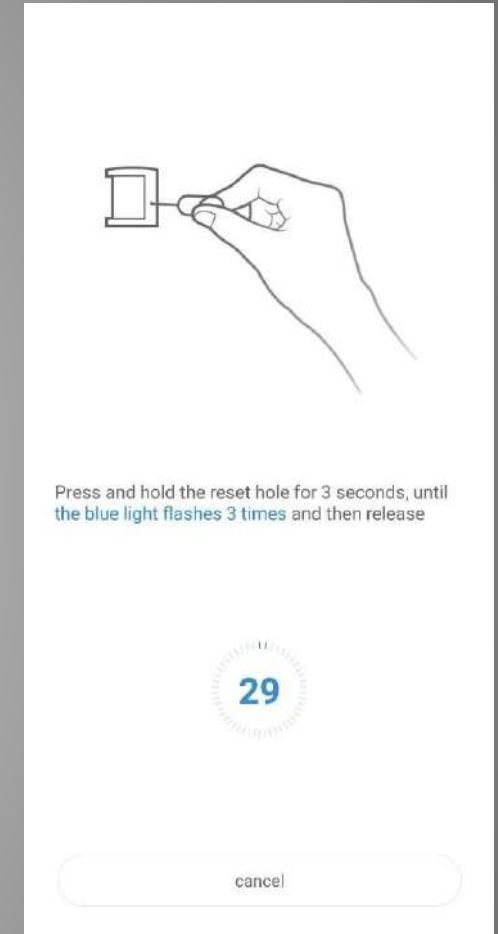 Press and hold the reset hole for 3 seconds, until
the blue light flashes 3 times and then release
29
cancel